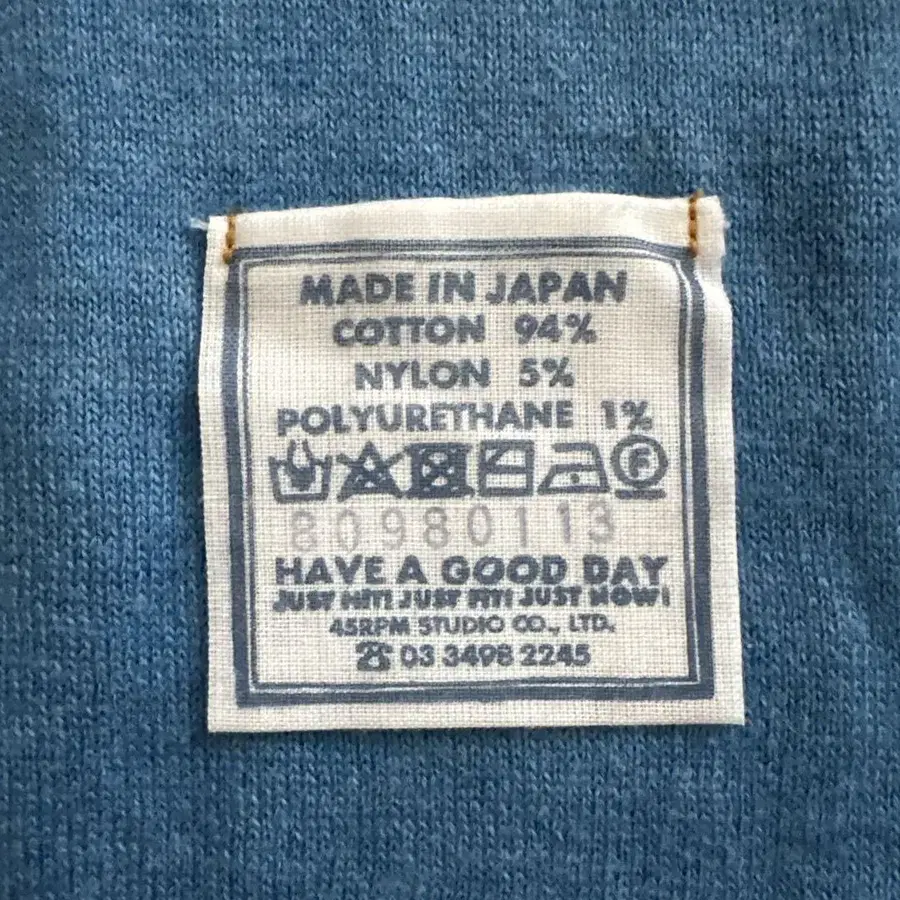 MADE IN JAPAN
COTTON 94%
NYLON 5%
POLYURETHANE 1%
F
80980113
HAVE A GOOD DAY
JUST HIT! JUST FIT! JUST NOW!
45RPM STUDIO CO., LTD.
☎ 03 3498 2245